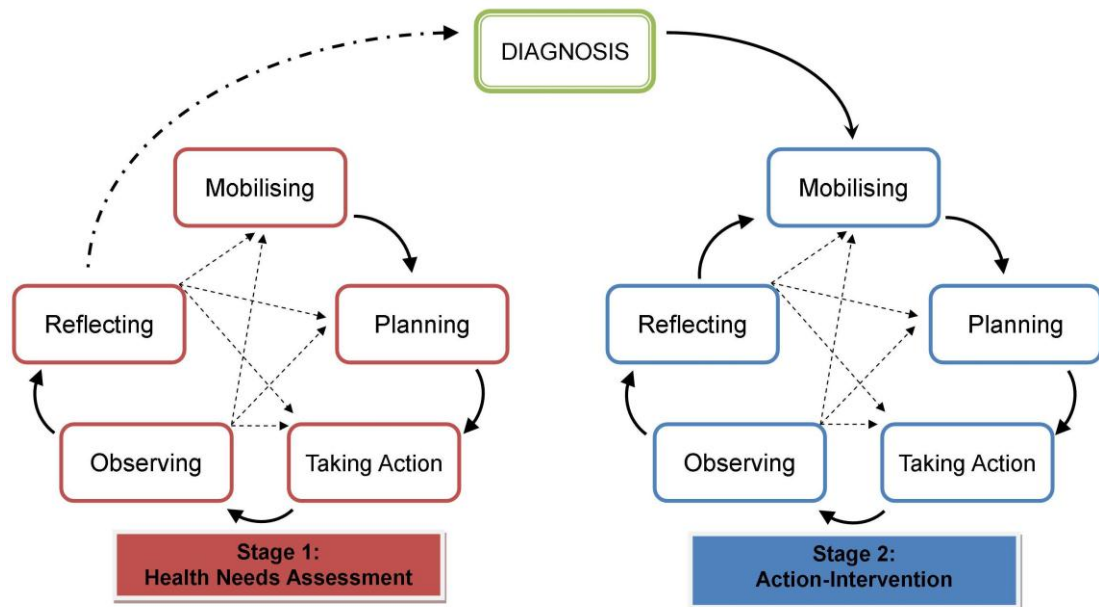 DIAGNOSIS
Mobilising
Reflecting
Planning
Observing
Taking Action
Stage 1:
Health Needs Assessment
Mobilising
Reflecting
Planning
Observing
Taking Action
Stage 2:
Action-Intervention